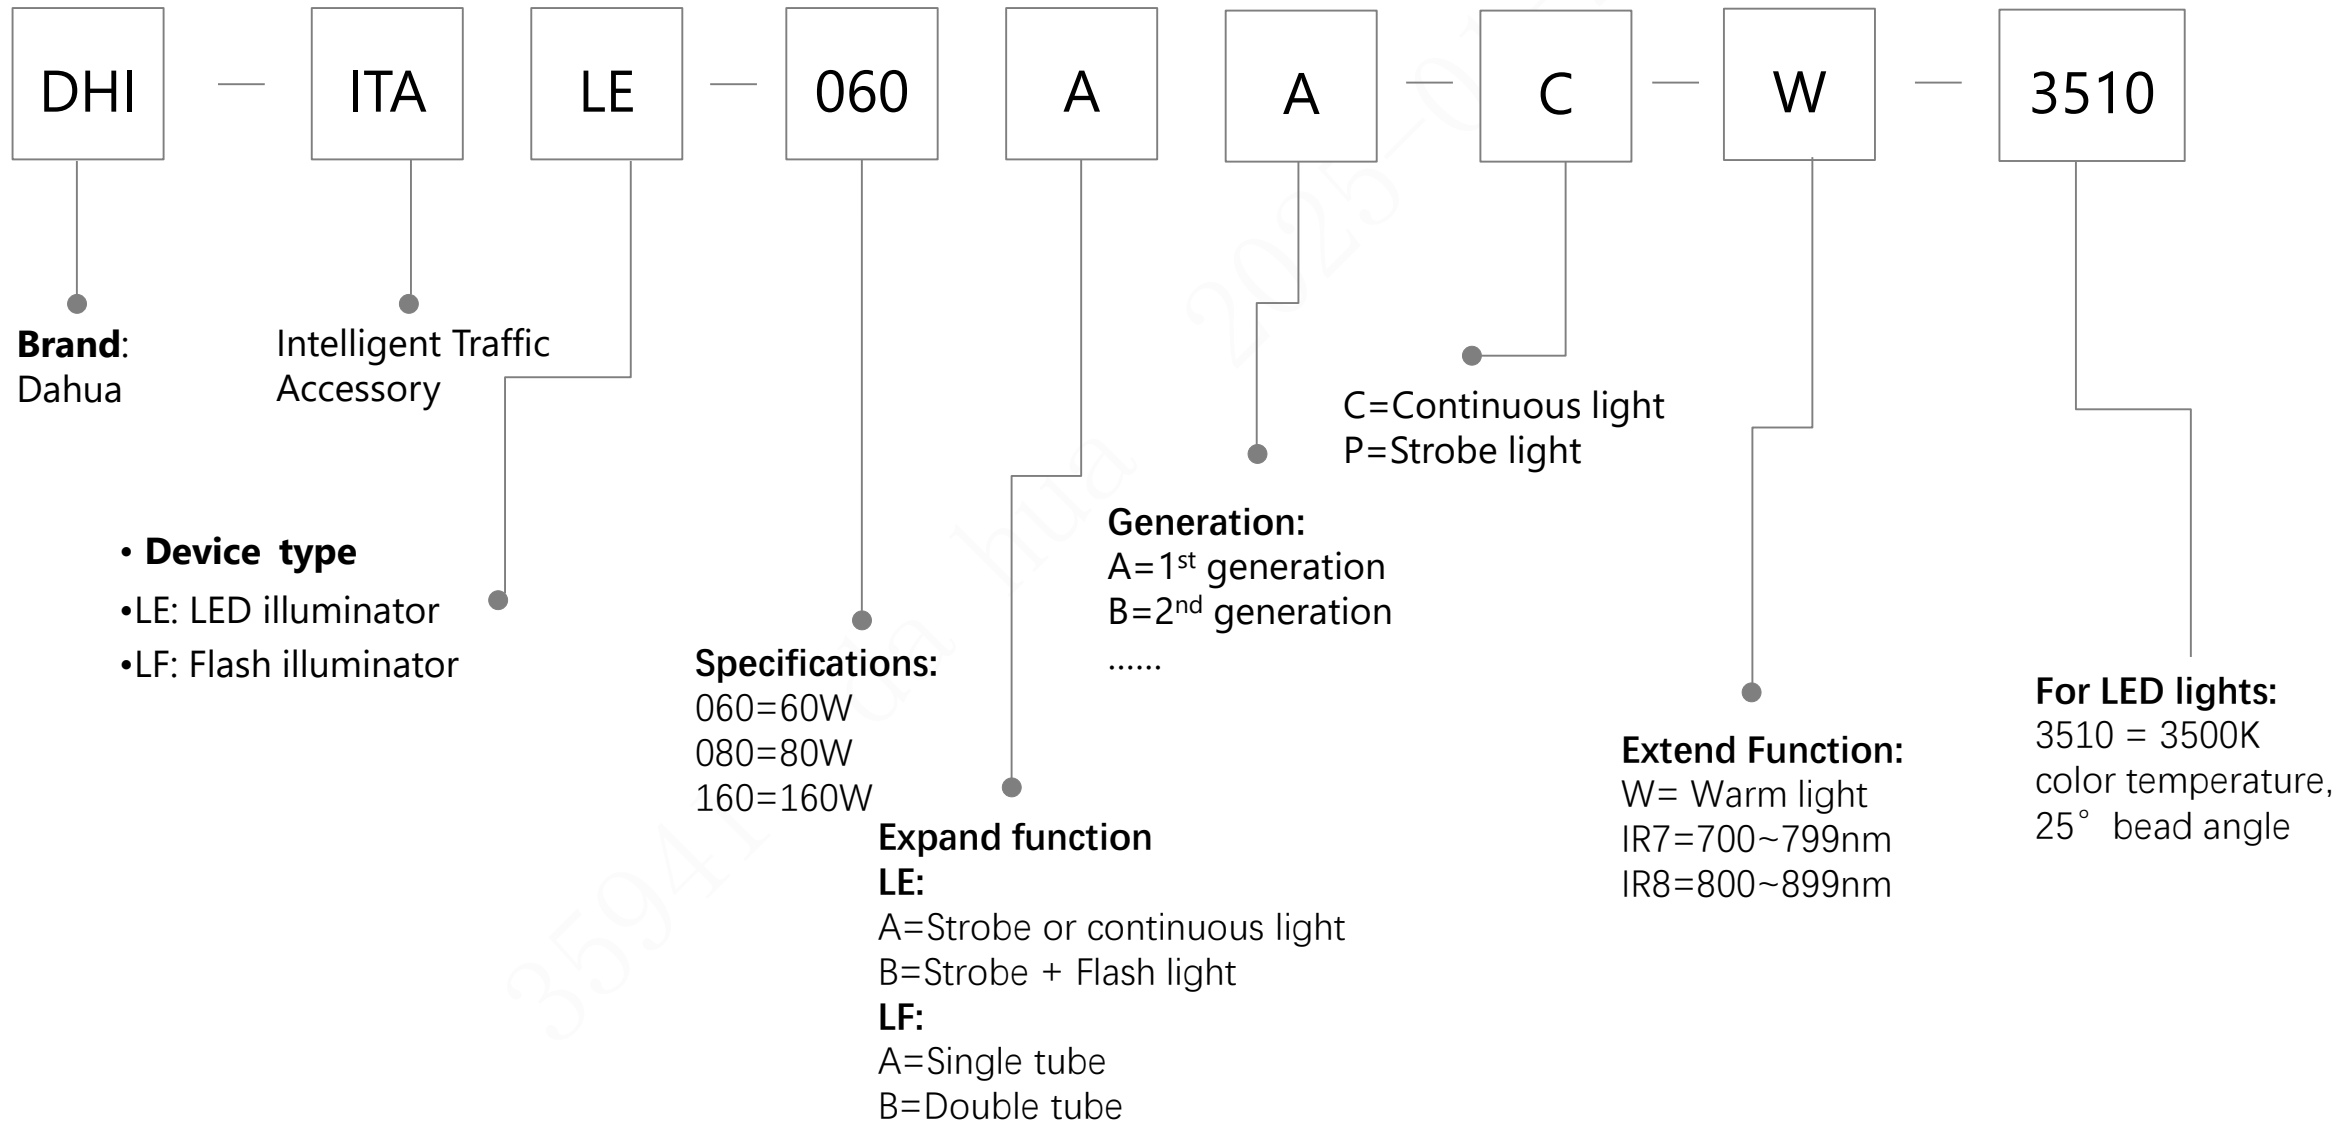 DHI — ITA LE — 060 A A — C — W — 3510
Brand:
Dahua
Intelligent Traffic
Accessory
C=Continuous light
P=Strobe light
• Device type
•LE: LED illuminator
•LF: Flash illuminator
Generation:
A=1st generation
B=2nd generation
......
Specifications:
060=60W
080=80W
160=160W
Expand function
LE:
A=Strobe or continuous light
B=Strobe + Flash light
LF:
A=Single tube
B=Double tube
Extend Function:
W= Warm light
IR7=700~799nm
IR8=800~899nm
For LED lights:
3510 = 3500K
color temperature,
25° bead angle